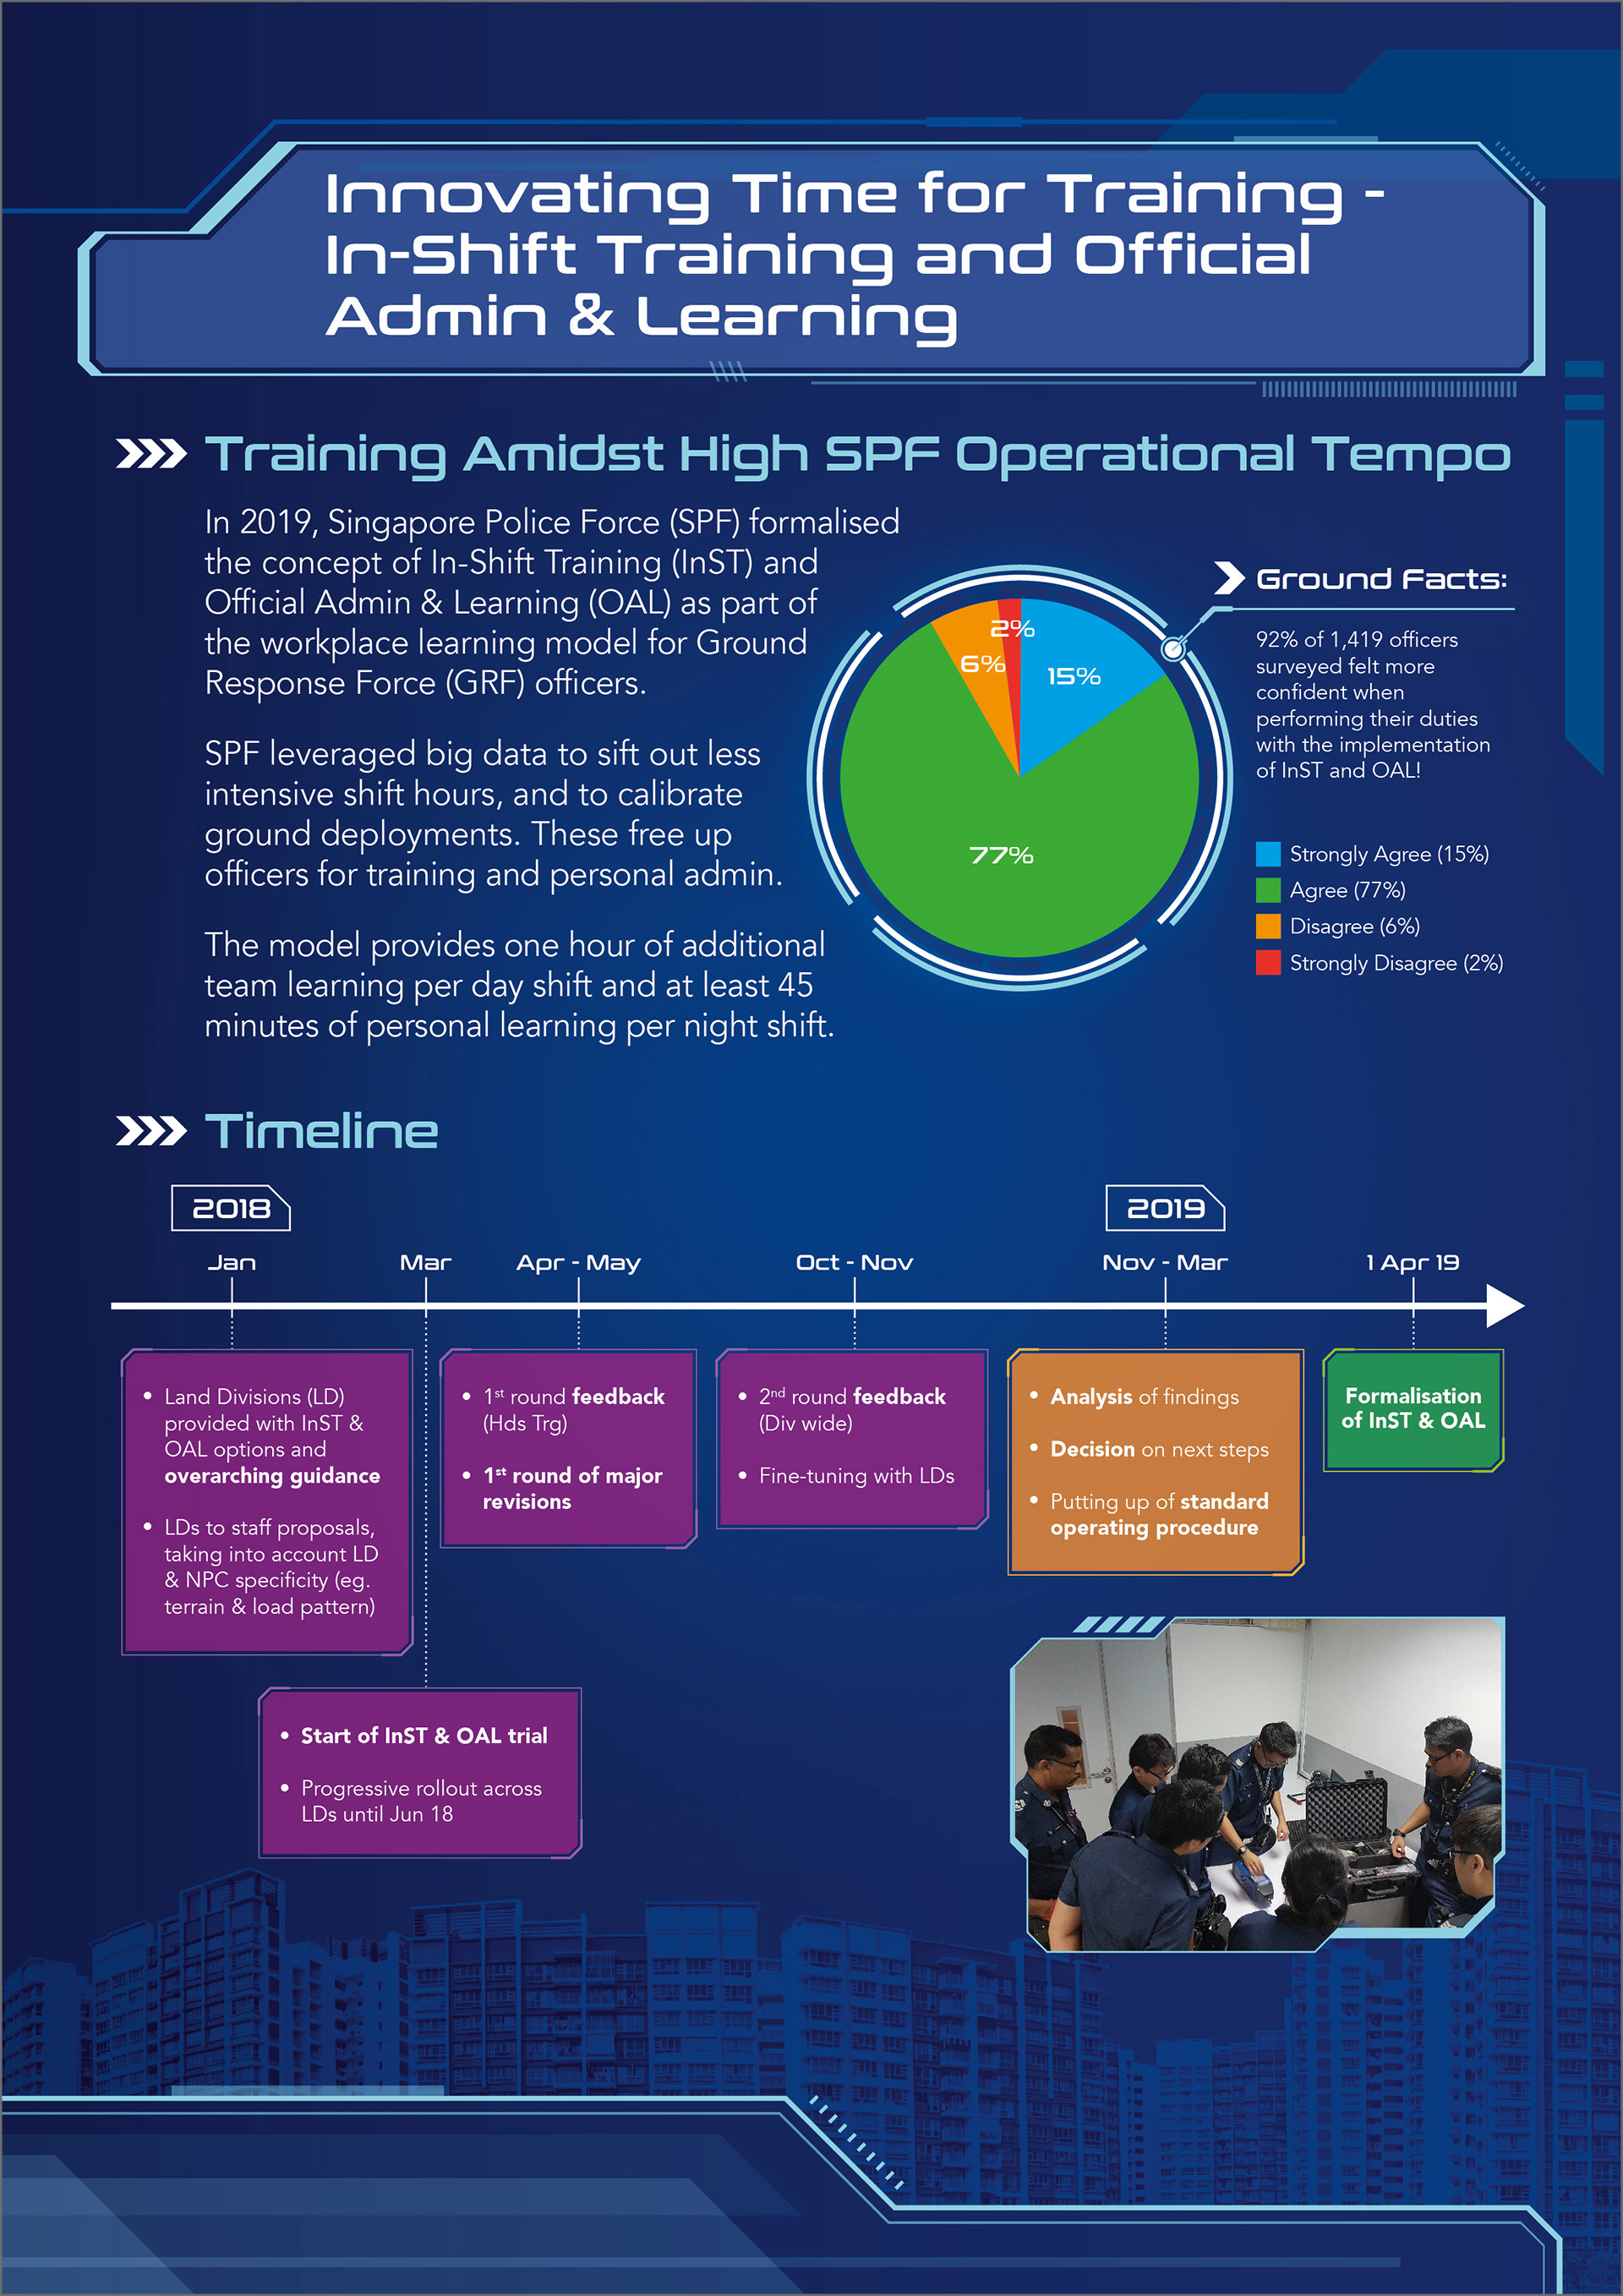 Innovating Time for Training -
In-Shift Training and Official
Admin & Learning
Training Amidst High SPF Operational Tempo
In 2019, Singapore Police Force (SPF) formalised
the concept of In-Shift Training (InST) and
Official Admin & Learning (OAL) as part of
the workplace learning model for Ground
Response Force (GRF) officers.
SPF leveraged big data to sift out less
intensive shift hours, and to calibrate
ground deployments. These free up
officers for training and personal admin.
The model provides one hour of additional
team learning per day shift and at least 45
minutes of personal learning per night shift.
2%
6%
15%
77%
Ground Facts:
92% of 1,419 officers
surveyed felt more
confident when
performing their duties
with the implementation
of InST and OAL!
Strongly Agree (15%)
Agree (77%)
Disagree (6%)
Strongly Disagree (2%)
Timeline
2018
2019
Jan
Mar
Apr - May
Oct - Nov
Nov - Mar
1 Apr 19
• Land Divisions (LD)
provided with InST &
OAL options and
overarching guidance
• LDs to staff proposals,
taking into account LD
& NPC specificity (eg.
terrain & load pattern)
• Start of InST & OAL trial
• Progressive rollout across
LDs until Jun 18
• 1st round feedback
(Hds Trg)
• 1st round of major
revisions
• 2nd round feedback
(Div wide)
• Fine-tuning with LDs
• Analysis of findings
• Decision on next steps
• Putting up of standard
operating procedure
Formalisation
of InST & OAL